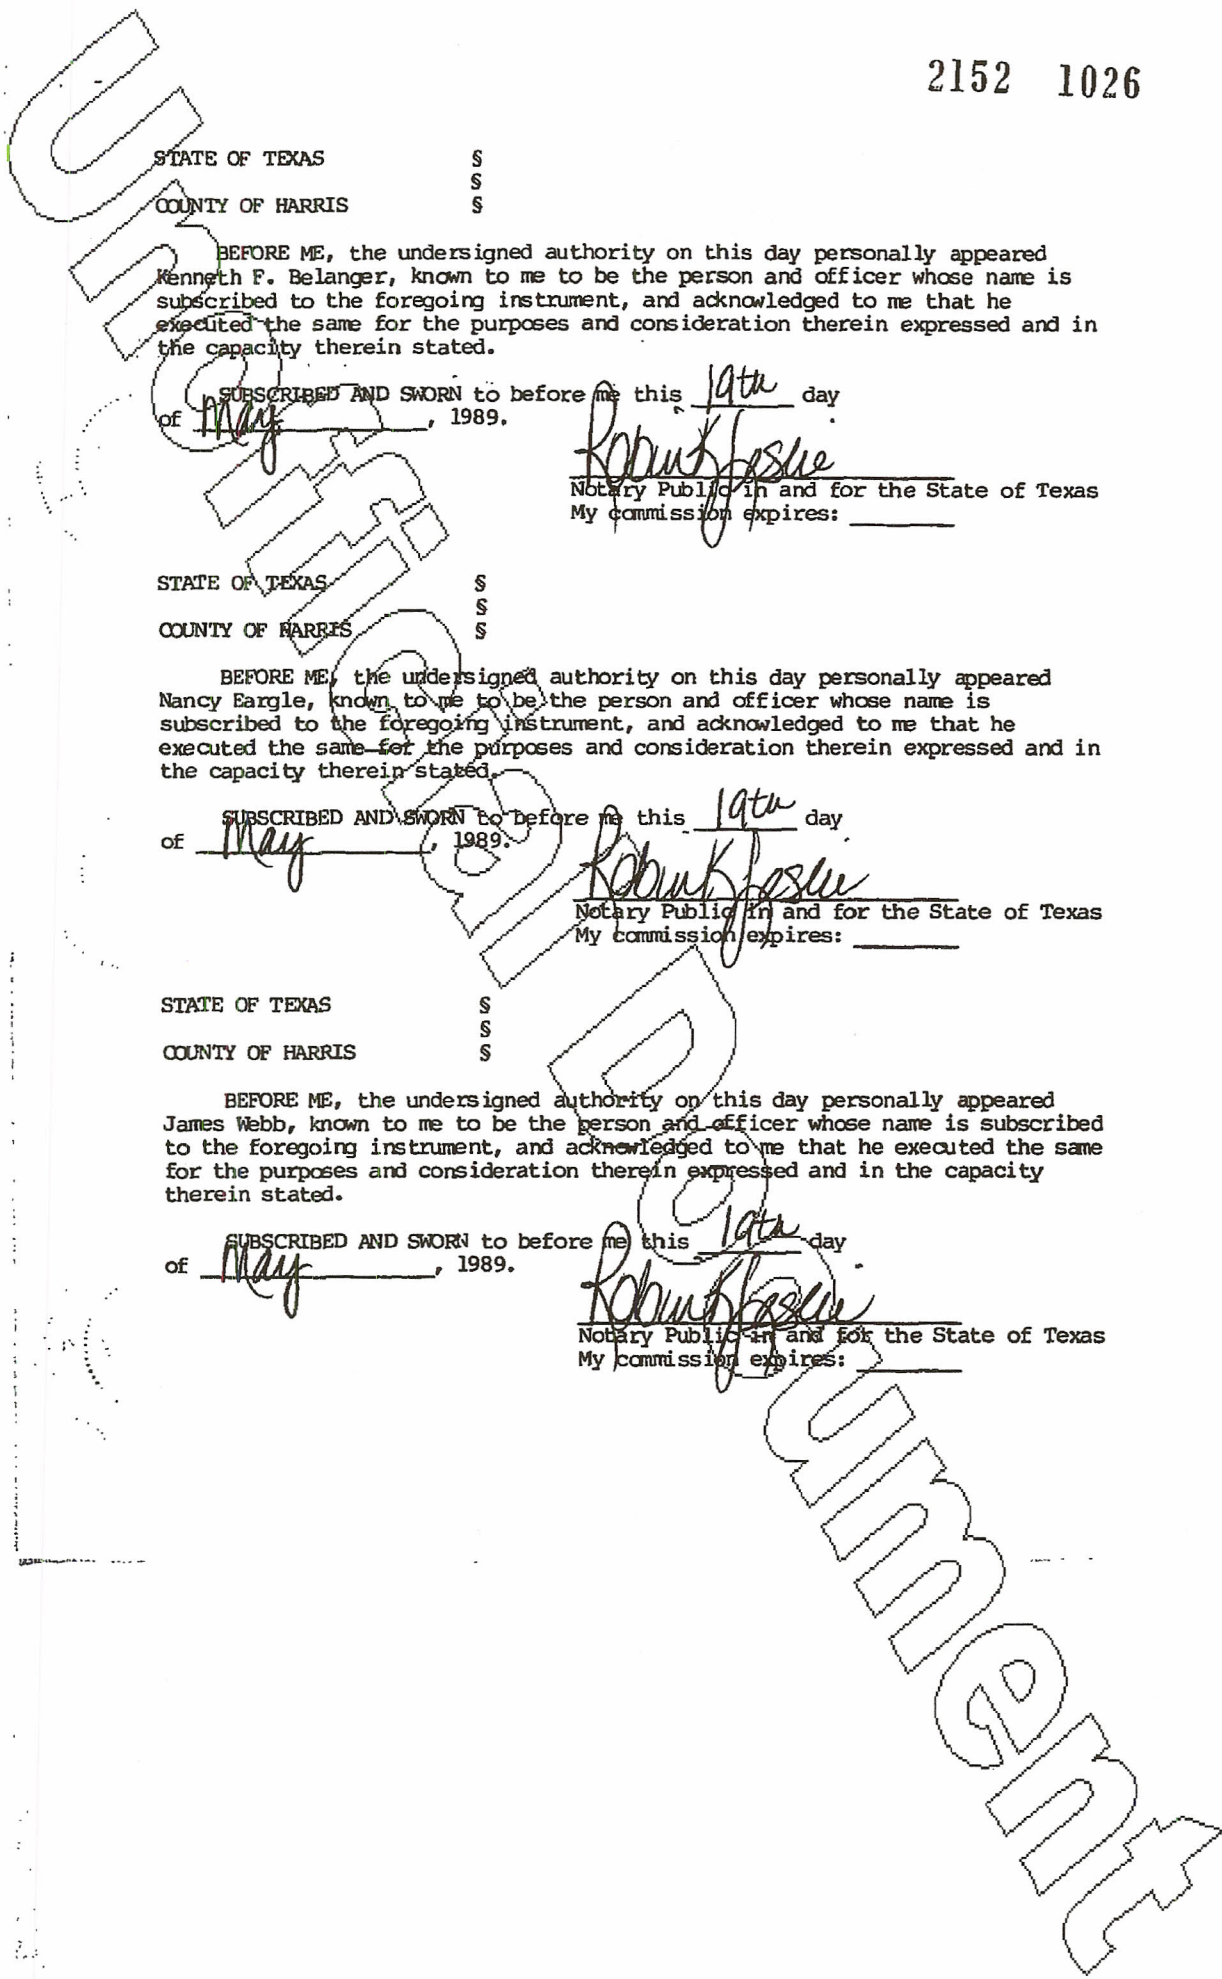 2152 1026
STATE OF TEXAS §
§
COUNTY OF HARRIS §
BEFORE ME, the undersigned authority on this day personally appeared
Kenneth F. Belanger, known to me to be the person and officer whose name is
subscribed to the foregoing instrument, and acknowledged to me that he
executed the same for the purposes and consideration therein expressed and in
the capacity therein stated.
SUBSCRIBED AND SWORN to before me this 19th day
of May, 1989.
Robin K Leslie
Notary Public in and for the State of Texas
My commission expires:
STATE OF TEXAS §
§
COUNTY OF HARRIS §
BEFORE ME, the undersigned authority on this day personally appeared
Nancy Eargle, known to me to be the person and officer whose name is
subscribed to the foregoing instrument, and acknowledged to me that he
executed the same for the purposes and consideration therein expressed and in
the capacity therein stated.
SUBSCRIBED AND SWORN to before me this 19th day
of May, 1989.
Robin K Leslie
Notary Public in and for the State of Texas
My commission expires:
STATE OF TEXAS §
§
COUNTY OF HARRIS §
BEFORE ME, the undersigned authority on this day personally appeared
James Webb, known to me to be the person and officer whose name is subscribed
to the foregoing instrument, and acknowledged to me that he executed the same
for the purposes and consideration therein expressed and in the capacity
therein stated.
SUBSCRIBED AND SWORN to before me this 19th day
of May, 1989.
Robin K Leslie
Notary Public in and for the State of Texas
My commission expires:
Unofficial Document